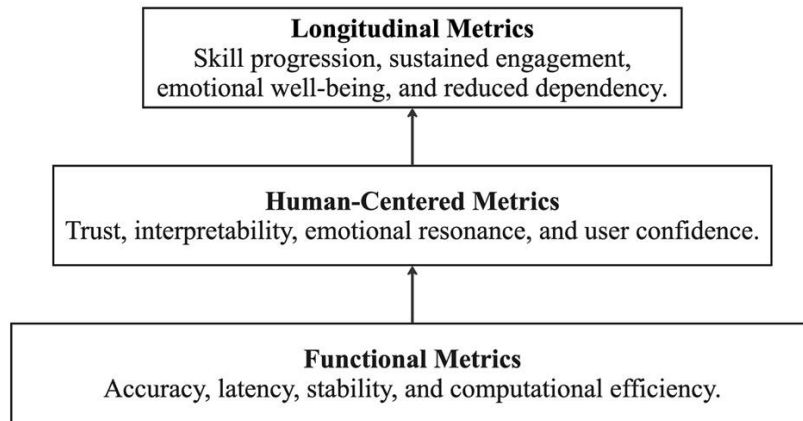 Longitudinal Metrics
Skill progression, sustained engagement,
emotional well-being, and reduced dependency.
Human-Centered Metrics
Trust, interpretability, emotional resonance, and user confidence.
Functional Metrics
Accuracy, latency, stability, and computational efficiency.